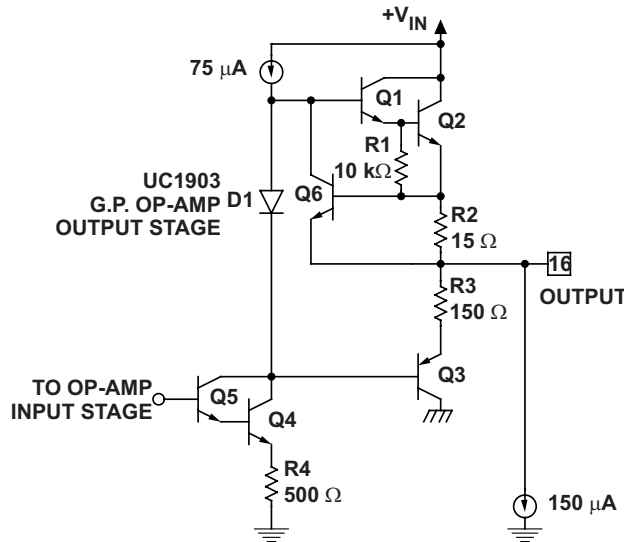 +VIN
75 μA
Q1
Q2
R1
10 kΩ
UC1903
G.P. OP-AMP
OUTPUT STAGE
D1
Q6
R2
15 Ω
16
OUTPUT
R3
150 Ω
Q3
TO OP-AMP
INPUT STAGE
Q5
Q4
R4
500 Ω
150 μA